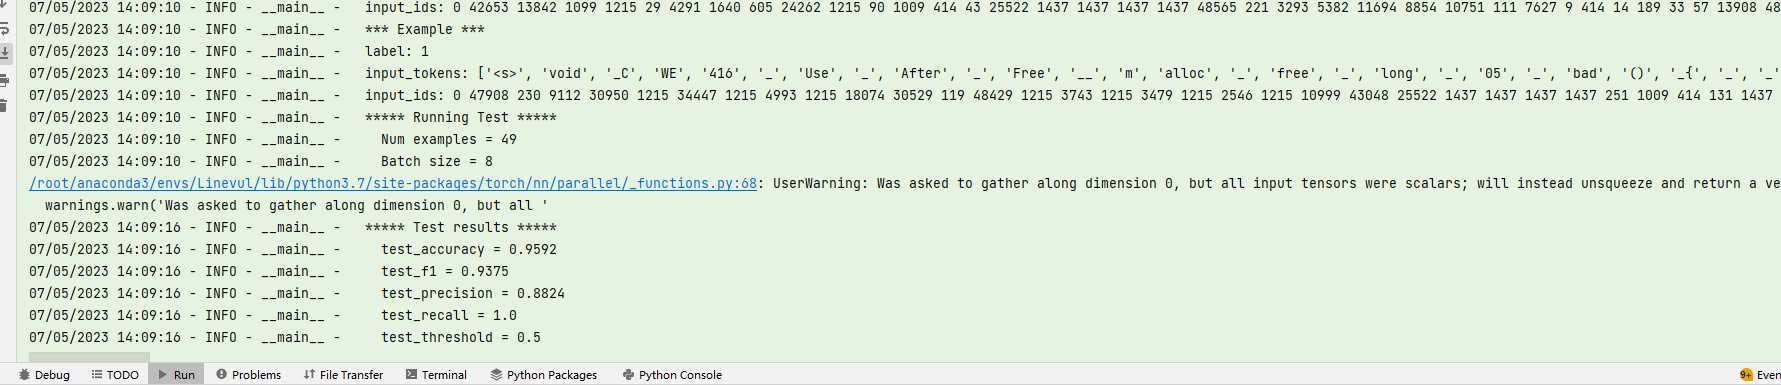 07/05/2023 14:09:10 - INFO - __main__ -   input_ids: 0 42653 13842 1099 1215 29 4291 1640 605 24262 1215 90 1009 414 43 25522 1437 1437 1437 1437 48565 221 3293 5382 11694 8854 10751 111 7627 9 414 14 189 33 57 13908 48
07/05/2023 14:09:10 - INFO - __main__ -   *** Example ***
07/05/2023 14:09:10 - INFO - __main__ -   label: 1
07/05/2023 14:09:10 - INFO - __main__ -   input_tokens: ['<s>', 'void', '_C', 'WE', '416', '_', 'Use', '_', 'After', '_', 'Free', '__', 'm', 'alloc', '_', 'free', '_', 'long', '_', '05', '_', 'bad', '()', '_{', '_', '_'
07/05/2023 14:09:10 - INFO - __main__ -   input_ids: 0 47908 230 9112 30950 1215 34447 1215 4993 1215 18074 30529 119 48429 1215 3743 1215 3479 1215 2546 1215 10999 43048 25522 1437 1437 1437 1437 251 1009 414 131 1437
07/05/2023 14:09:10 - INFO - __main__ -   ***** Running Test *****
07/05/2023 14:09:10 - INFO - __main__ -     Num examples = 49
07/05/2023 14:09:10 - INFO - __main__ -     Batch size = 8
/root/anaconda3/envs/Linevul/lib/python3.7/site-packages/torch/nn/parallel/_functions.py:68: UserWarning: Was asked to gather along dimension 0, but all input tensors were scalars; will instead unsqueeze and return a ve
  warnings.warn('Was asked to gather along dimension 0, but all '
07/05/2023 14:09:16 - INFO - __main__ -   ***** Test results *****
07/05/2023 14:09:16 - INFO - __main__ -     test_accuracy = 0.9592
07/05/2023 14:09:16 - INFO - __main__ -     test_f1 = 0.9375
07/05/2023 14:09:16 - INFO - __main__ -     test_precision = 0.8824
07/05/2023 14:09:16 - INFO - __main__ -     test_recall = 1.0
07/05/2023 14:09:16 - INFO - __main__ -     test_threshold = 0.5
Debug TODO Run Problems File Transfer Terminal Python Packages Python Console 9+ Even